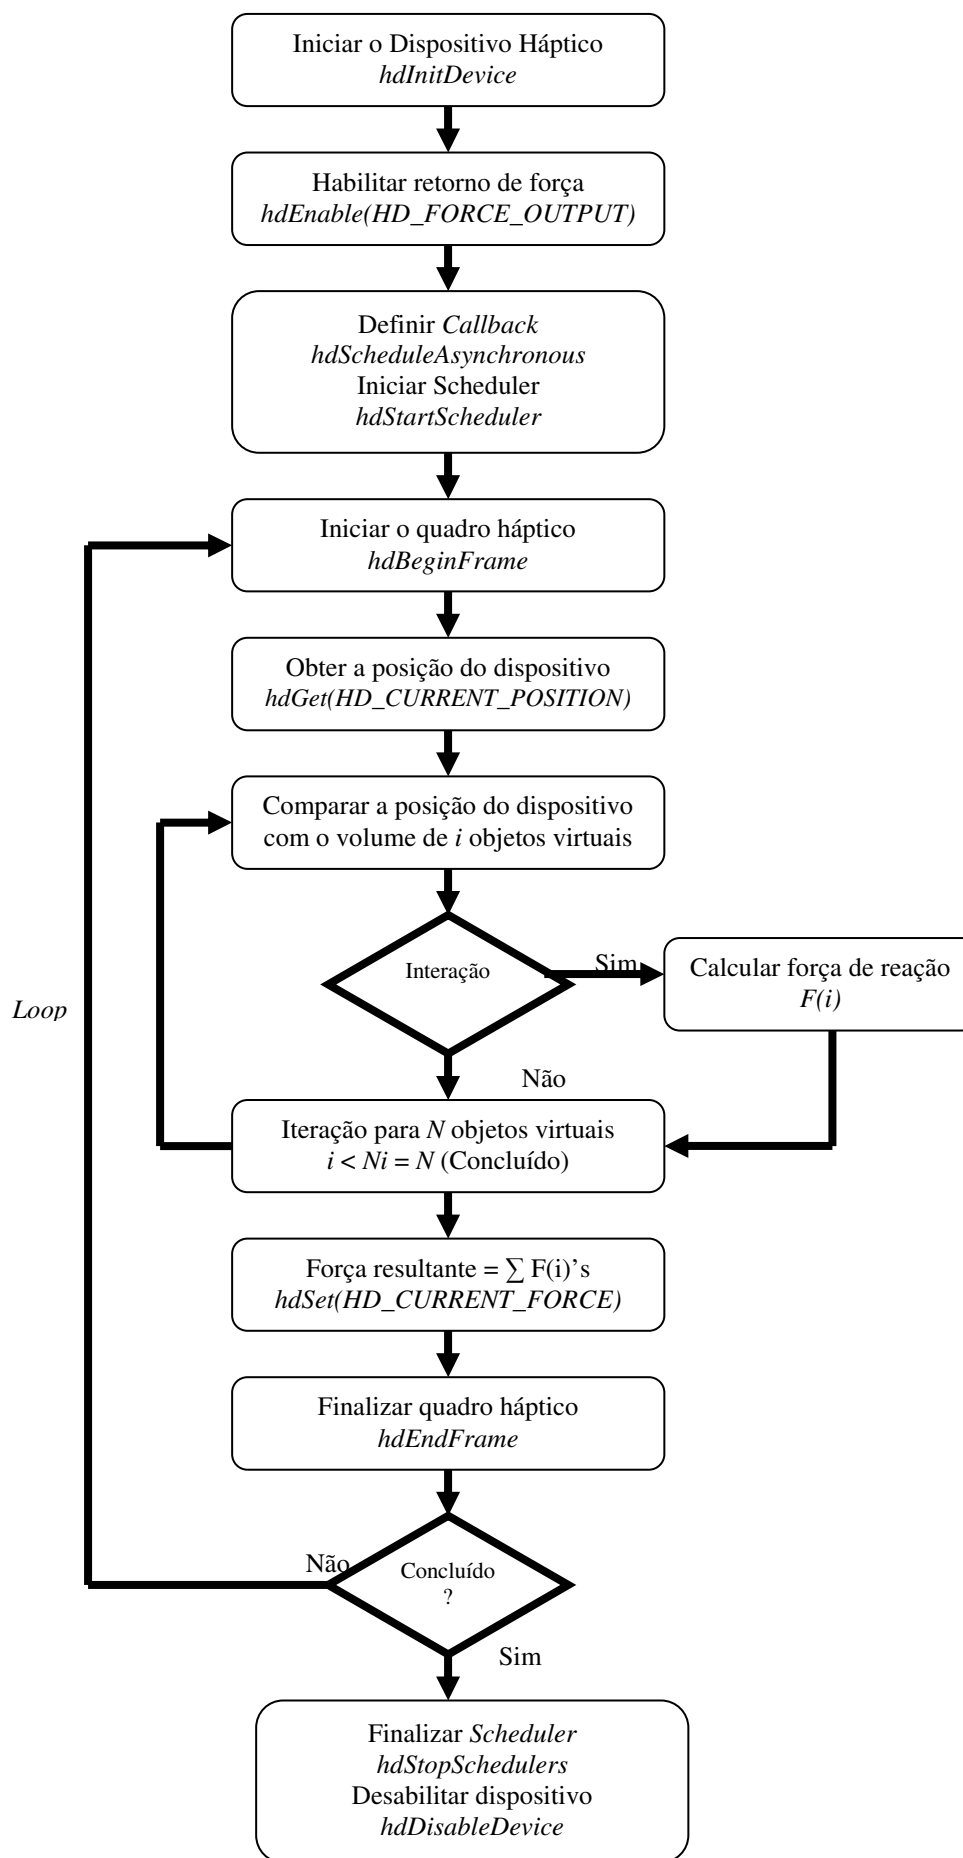 Iniciar o Dispositivo Háptico
hdInitDevice
Habilitar retorno de força
hdEnable(HD_FORCE_OUTPUT)
Definir Callback
hdScheduleAsynchronous
Iniciar Scheduler
hdStartScheduler
Iniciar o quadro háptico
hdBeginFrame
Obter a posição do dispositivo
hdGet(HD_CURRENT_POSITION)
Comparar a posição do dispositivo
com o volume de i objetos virtuais
Interação
Sim
Calcular força de reação
F(i)
Loop
Não
Iteração para N objetos virtuais
i < Ni = N (Concluído)
Força resultante = ∑ F(i)’s
hdSet(HD_CURRENT_FORCE)
Finalizar quadro háptico
hdEndFrame
Não
Concluído
?
Sim
Finalizar Scheduler
hdStopSchedulers
Desabilitar dispositivo
hdDisableDevice